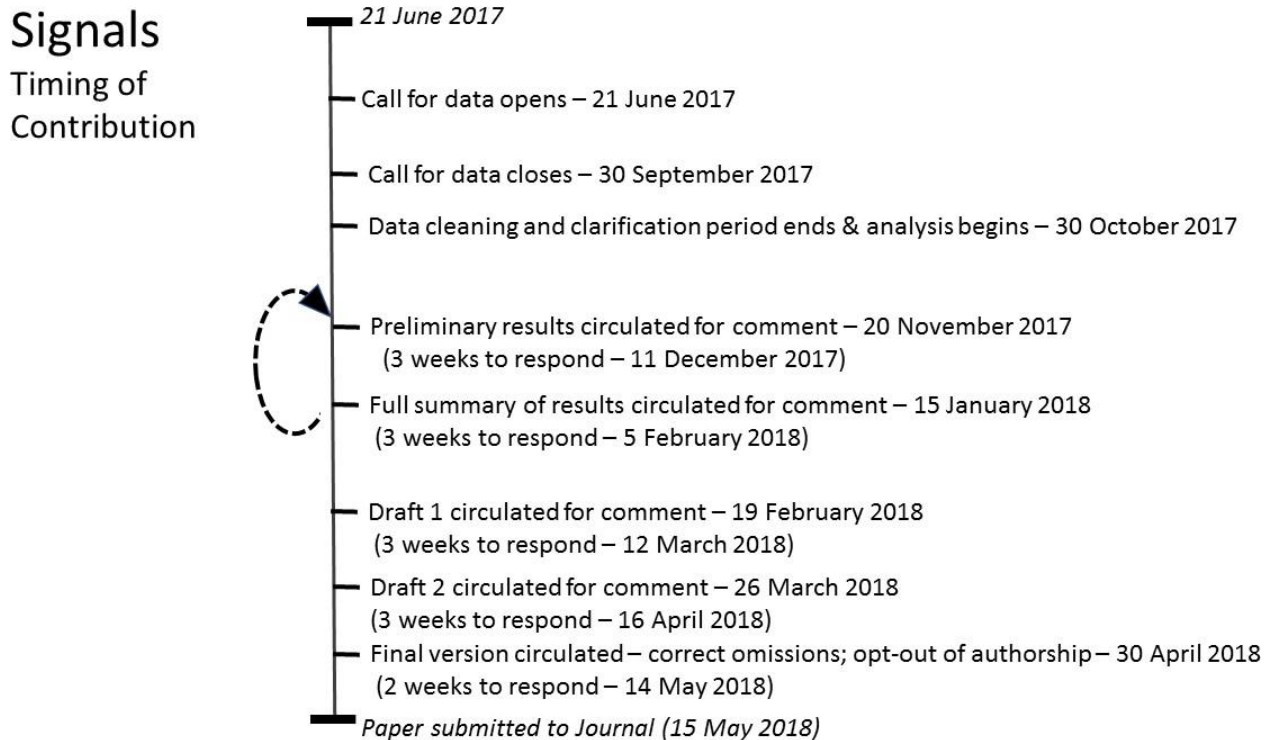 Signals
Timing of
Contribution
21 June 2017
Call for data opens – 21 June 2017
Call for data closes – 30 September 2017
Data cleaning and clarification period ends & analysis begins – 30 October 2017
Preliminary results circulated for comment – 20 November 2017
(3 weeks to respond – 11 December 2017)
Full summary of results circulated for comment – 15 January 2018
(3 weeks to respond – 5 February 2018)
Draft 1 circulated for comment – 19 February 2018
(3 weeks to respond – 12 March 2018)
Draft 2 circulated for comment – 26 March 2018
(3 weeks to respond – 16 April 2018)
Final version circulated – correct omissions; opt-out of authorship – 30 April 2018
(2 weeks to respond – 14 May 2018)
Paper submitted to Journal (15 May 2018)